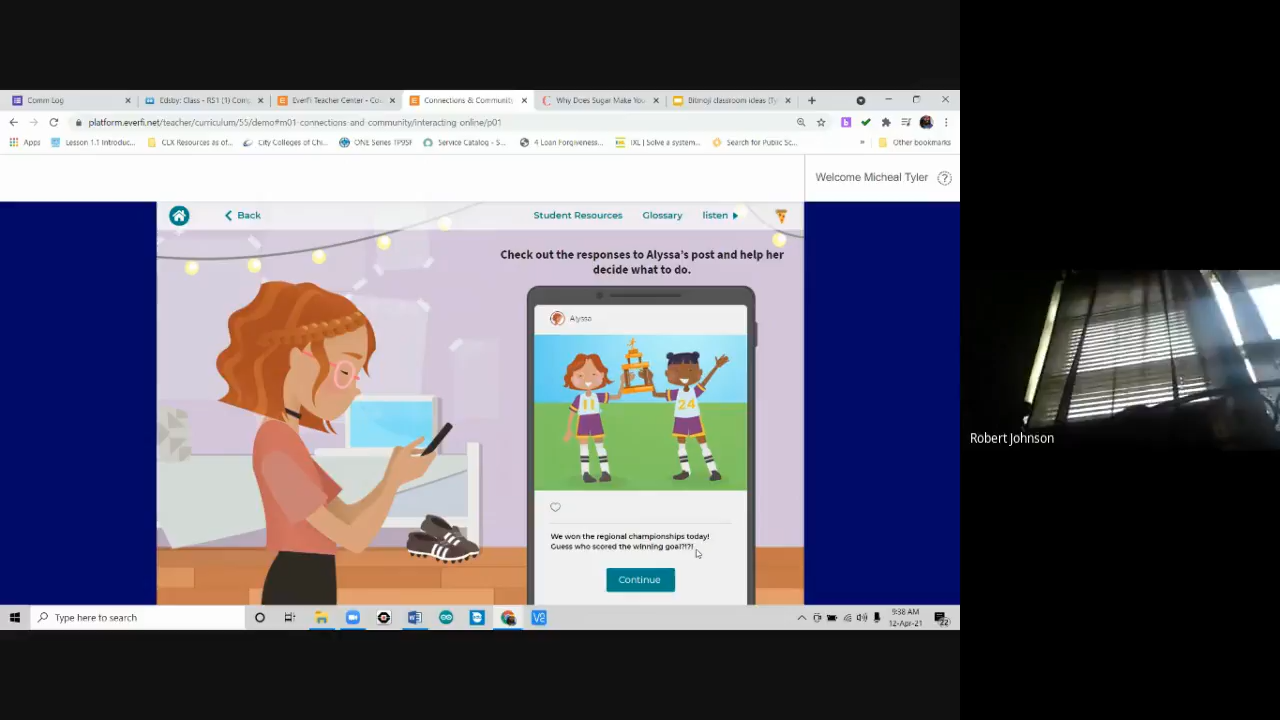 Comm Log
Edsby: Class - RS1 (1) Com
EverFi Teacher Center - Co
Connections & Community
Why Does Sugar Make You
Bitmoji classroom ideas (Ty
platform.everfi.net/teacher/curriculum/55/demo#m01-connections-and-community/interacting-online/p01
Apps
Lesson 1.1 Introduc...
CLX Resources as of...
City Colleges of Chi...
ONE Series TP9SF
Service Catalog - S...
4 Loan Forgiveness...
IXL | Solve a system...
Search for Public Sc...
»
Other bookmarks
Welcome Micheal Tyler ?
Back
Student Resources
Glossary
listen
Check out the responses to Alyssa's post and help her
decide what to do.
Alyssa
11
24
We won the regional championships today!
Guess who scored the winning goal?!?!
Continue
Robert Johnson
Type here to search
9:38 AM
12-Apr-21
22